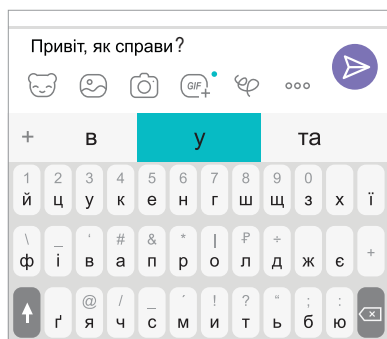 Привіт, як справи?
GIF
+ в у та
1 2 3 4 5 6 7 8 9 0
й ц у к е н г ш щ з х ї
\ _ ‘ # & * | ₽ ÷ +
ф і в а п р о л д ж є
@ / _ ´ ! ? “ ; :
ґ я ч с м и т ь б ю